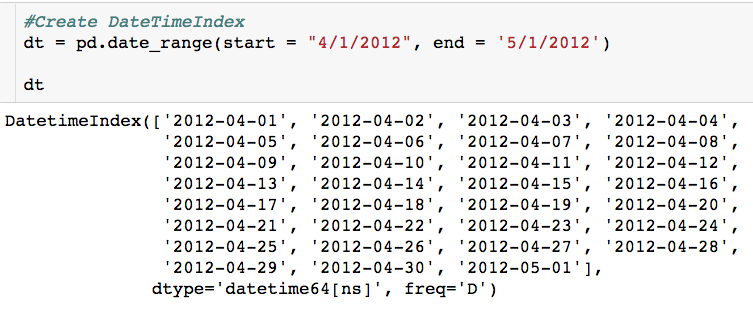 #Create DateTimeIndex
dt = pd.date_range(start = "4/1/2012", end = '5/1/2012')
dt
DatetimeIndex(['2012-04-01', '2012-04-02', '2012-04-03', '2012-04-04',
'2012-04-05', '2012-04-06', '2012-04-07', '2012-04-08',
'2012-04-09', '2012-04-10', '2012-04-11', '2012-04-12',
'2012-04-13', '2012-04-14', '2012-04-15', '2012-04-16',
'2012-04-17', '2012-04-18', '2012-04-19', '2012-04-20',
'2012-04-21', '2012-04-22', '2012-04-23', '2012-04-24',
'2012-04-25', '2012-04-26', '2012-04-27', '2012-04-28',
'2012-04-29', '2012-04-30', '2012-05-01'],
dtype='datetime64[ns]', freq='D')